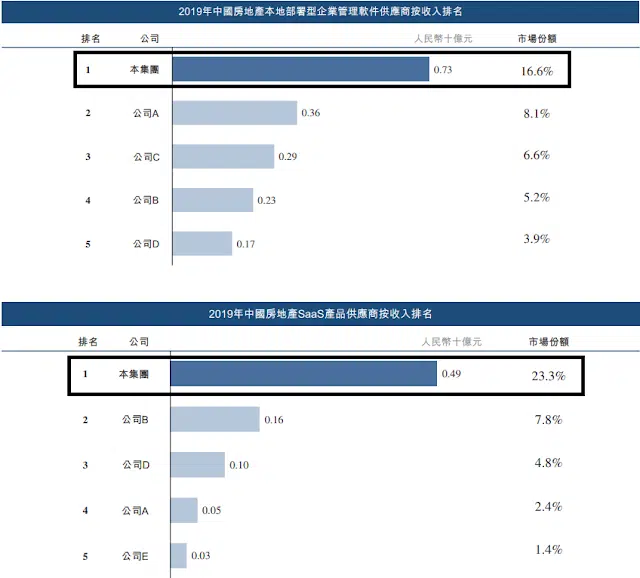 2019年中國房地產本地部署型企業管理軟件供應商按收入排名
排名 公司 人民幣十億元 市場份額
1 本集團 0.73 16.6%
2 公司A 0.36 8.1%
3 公司C 0.29 6.6%
4 公司B 0.23 5.2%
5 公司D 0.17 3.9%
2019年中國房地產SaaS產品供應商按收入排名
排名 公司 人民幣十億元 市場份額
1 本集團 0.49 23.3%
2 公司B 0.16 7.8%
3 公司D 0.10 4.8%
4 公司A 0.05 2.4%
5 公司E 0.03 1.4%